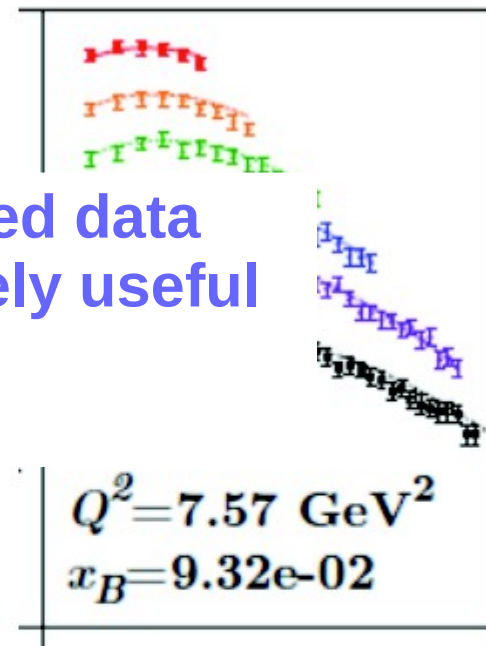 ed data
ely useful
Q²=7.57 GeV²
x_B=9.32e-02